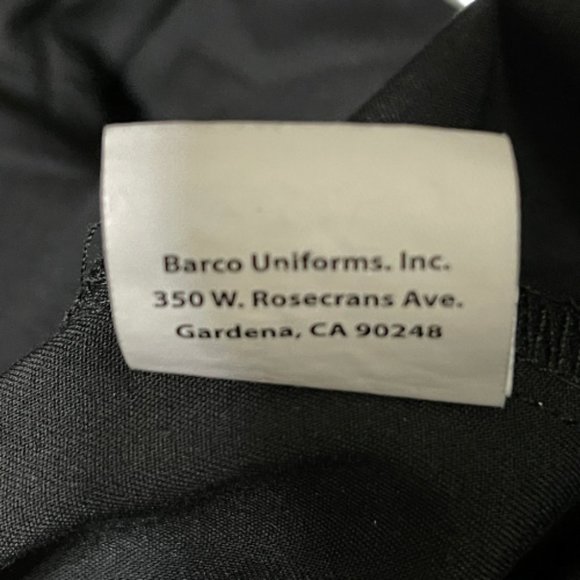 Barco Uniforms. Inc.
350 W. Rosecrans Ave.
Gardena, CA 90248